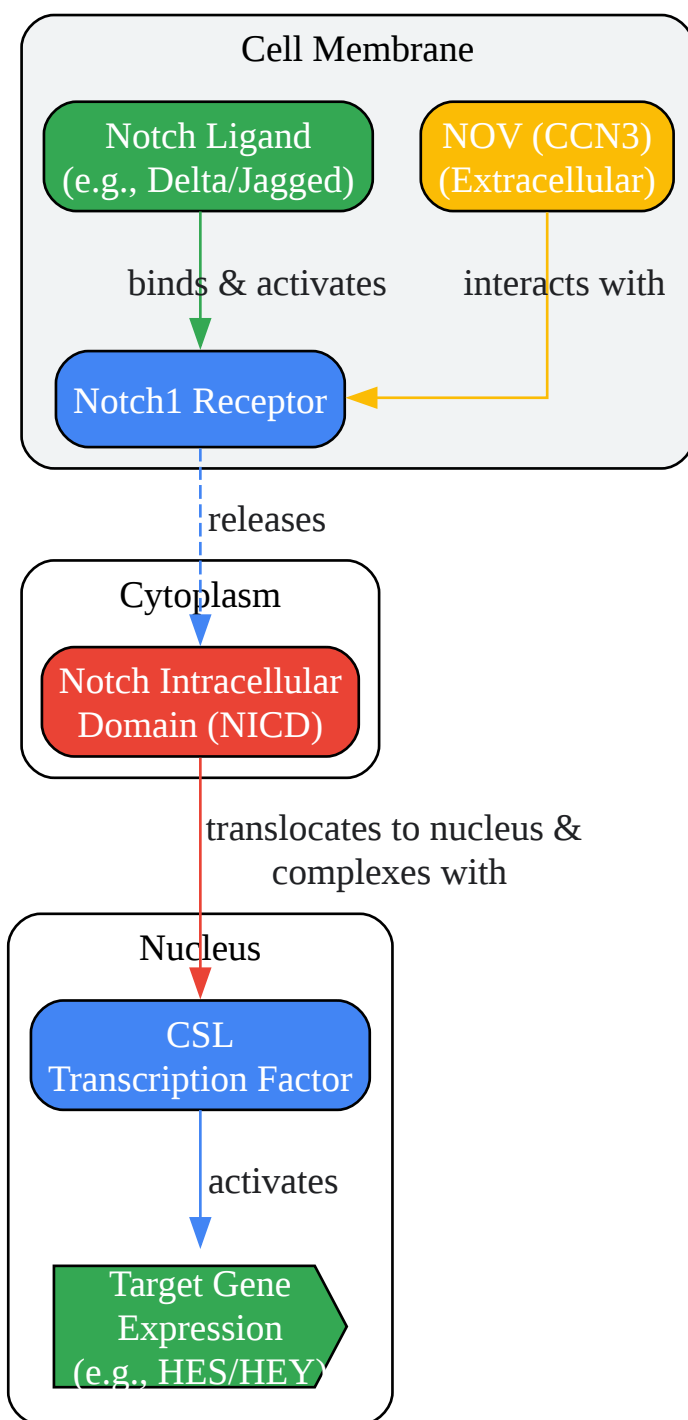 Cell Membrane
Notch Ligand
(e.g., Delta/Jagged)
NOV (CCN3)
(Extracellular)
binds & activates
interacts with
Notch1 Receptor
releases
Cytoplasm
Notch Intracellular
Domain (NICD)
translocates to nucleus &
complexes with
Nucleus
CSL
Transcription Factor
activates
Target Gene
Expression
(e.g., HES/HEY)